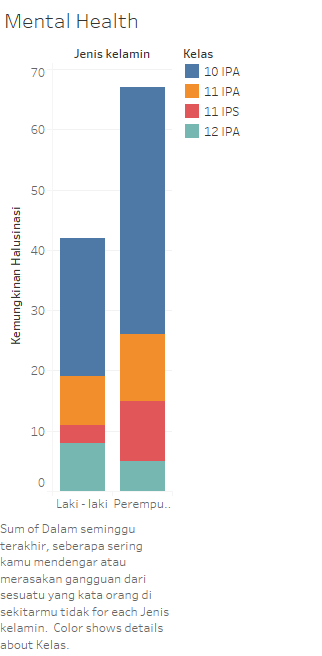 Mental Health
Jenis kelamin
Kelas
10 IPA
11 IPA
11 IPS
12 IPA
Kemungkinan Halusinasi
70
60
50
40
30
20
10
0
Laki - laki Perempu..
Sum of Dalam seminggu
terakhir, seberapa sering
kamu mendengar atau
merasakan gangguan dari
sesuatu yang kata orang di
sekitarmu tidak for each Jenis
kelamin. Color shows details
about Kelas.